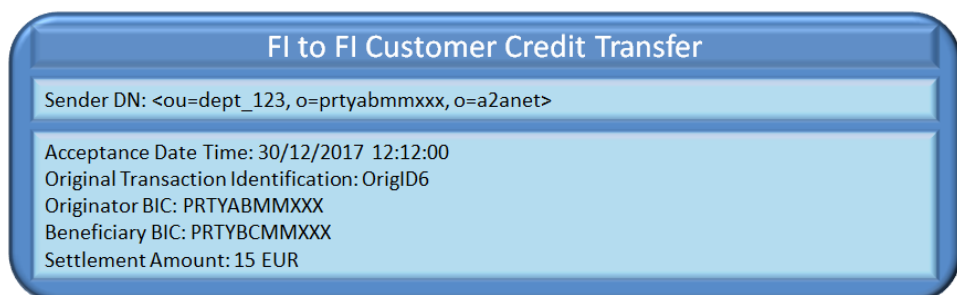 FI to FI Customer Credit Transfer
Sender DN: <ou=dept_123, o=prtyabmmxxx, o=a2anet>
Acceptance Date Time: 30/12/2017 12:12:00
Original Transaction Identification: OrigID6
Originator BIC: PRTYABMMXXX
Beneficiary BIC: PRTYBCMMXXX
Settlement Amount: 15 EUR